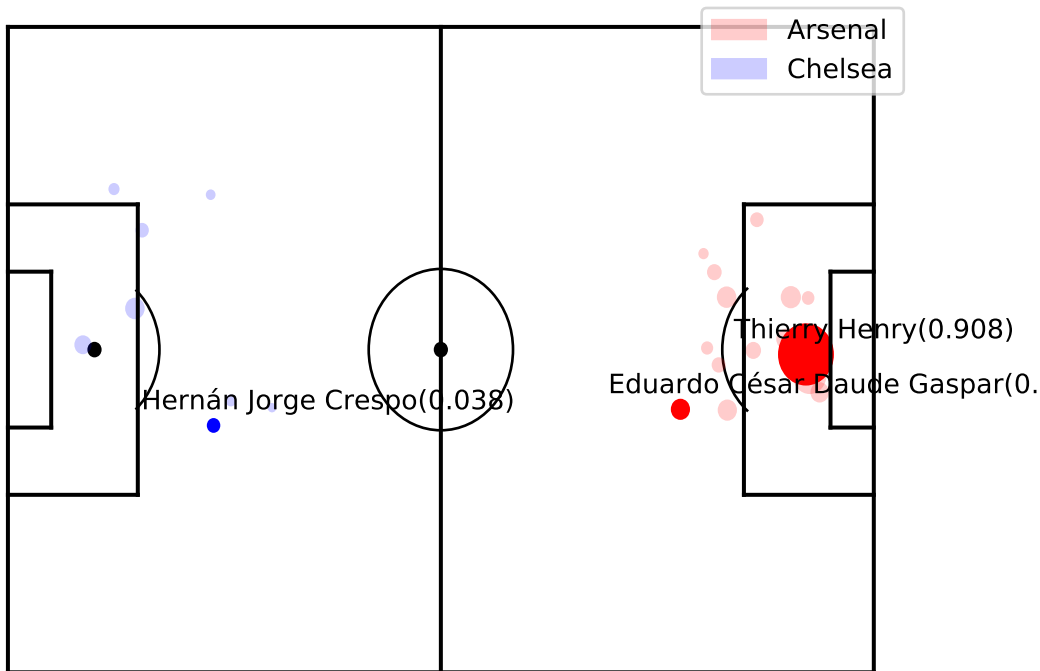 Arsenal
Chelsea
Thierry Henry(0.908)
Eduardo César Daude Gaspar(0.
Hernán Jorge Crespo(0.038)